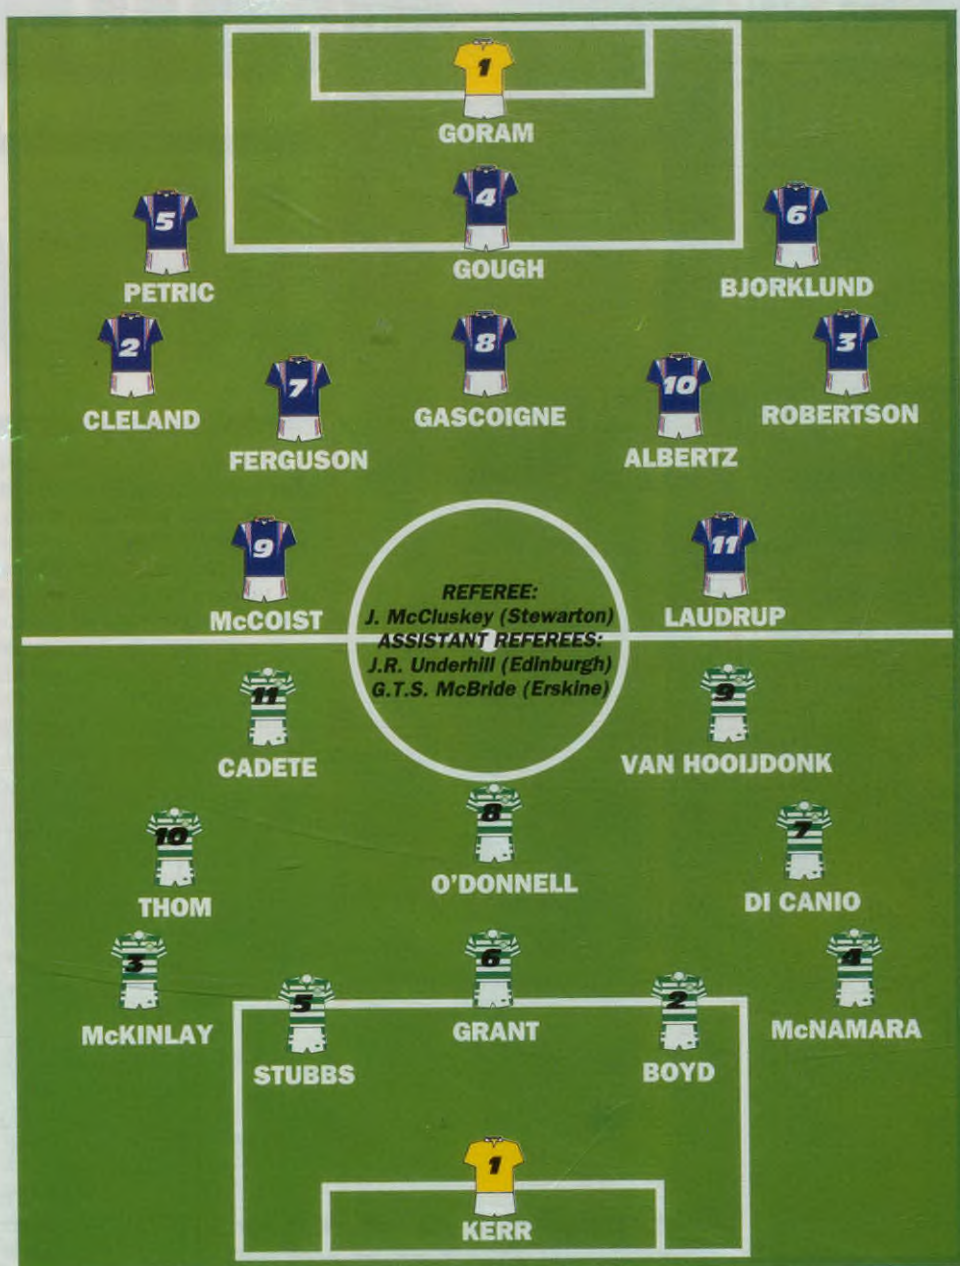 1
GORAM
4
GOUGH
5
PETRIC
6
BJORKLUND
2
CLELAND
7
FERGUSON
8
GASCOIGNE
10
ALBERTZ
3
ROBERTSON
9
McCOIST
11
LAUDRUP
REFEREE:
J. McCluskey (Stewarton)
ASSISTANT REFEREES:
J.R. Underhill (Edinburgh)
G.T.S. McBride (Erskine)
11
CADETE
9
VAN HOOIJDONK
10
THOM
8
O'DONNELL
7
DI CANIO
3
McKINLAY
5
STUBBS
6
GRANT
2
BOYD
4
McNAMARA
1
KERR